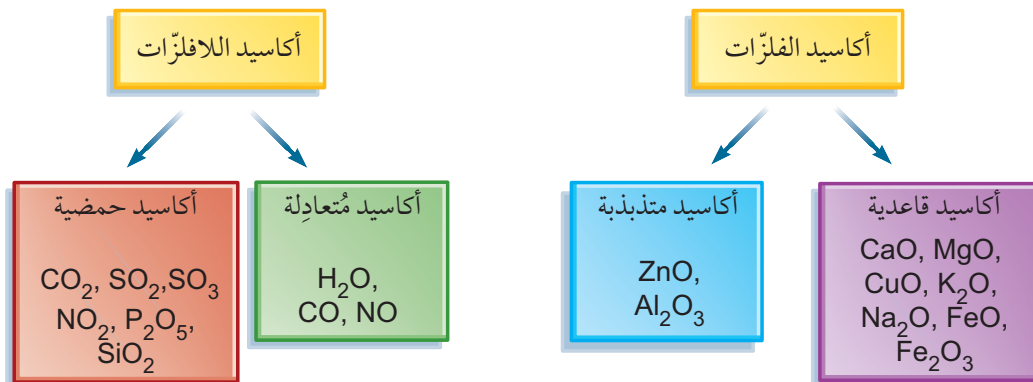 أكاسيد الفلزّات
أكاسيد اللافلزّات
أكاسيد قاعدية
CaO, MgO,
CuO, K₂O,
Na₂O, FeO,
Fe₂O₃
أكاسيد متذبذبة
ZnO,
Al₂O₃
أكاسيد مُتعادِلة
H₂O,
CO, NO
أكاسيد حمضية
CO₂, SO₂,SO₃
NO₂, P₂O₅,
SiO₂